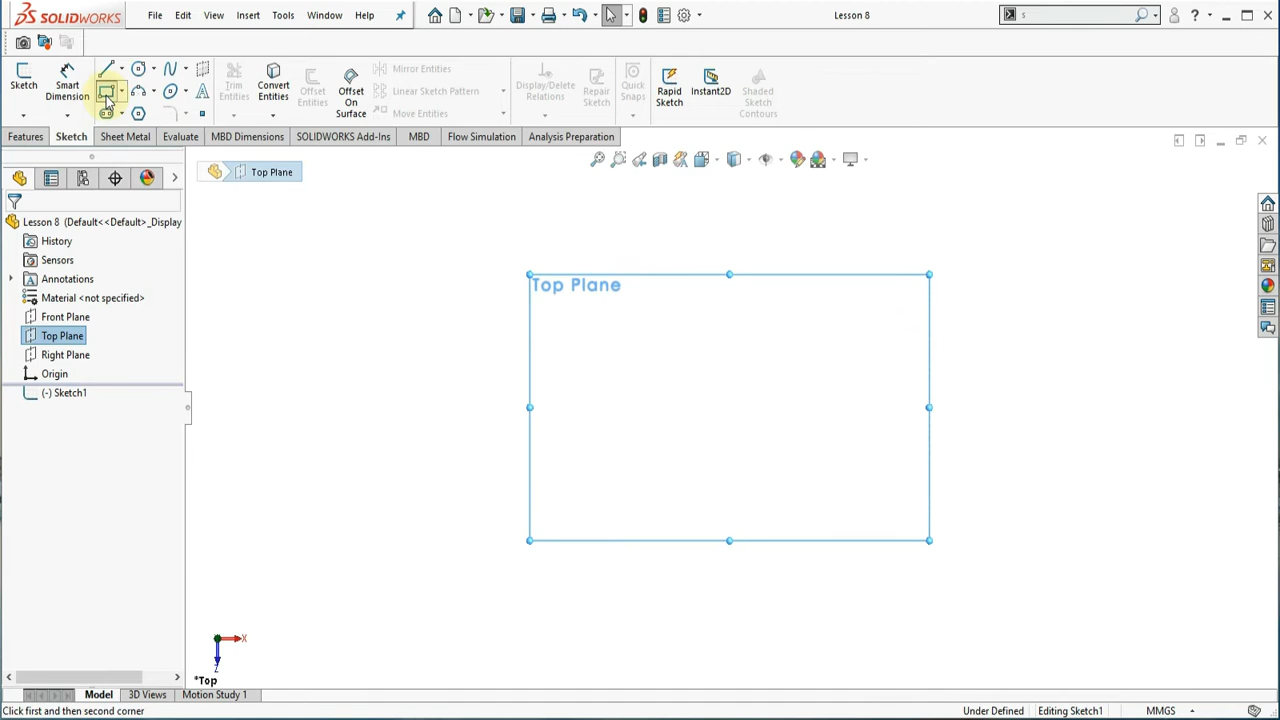 SOLIDWORKS File Edit View Insert Tools Window Help Lesson 8 s
Sketch Smart Dimension Trim Entities Convert Entities Offset Entities Offset On Surface Mirror Entities Linear Sketch Pattern Move Entities Display/Delete Relations Repair Sketch Quick Snaps Rapid Sketch Instant2D Shaded Sketch Contours
Features Sketch Sheet Metal Evaluate MBD Dimensions SOLIDWORKS Add-Ins MBD Flow Simulation Analysis Preparation
Top Plane
Lesson 8 (Default<<Default>_Display
History
Sensors
Annotations
Material <not specified>
Front Plane
Top Plane
Right Plane
Origin
(-) Sketch1
Top Plane
X
Z
*Top
Model 3D Views Motion Study 1
Click first and then second corner Under Defined Editing Sketch1 MMGS